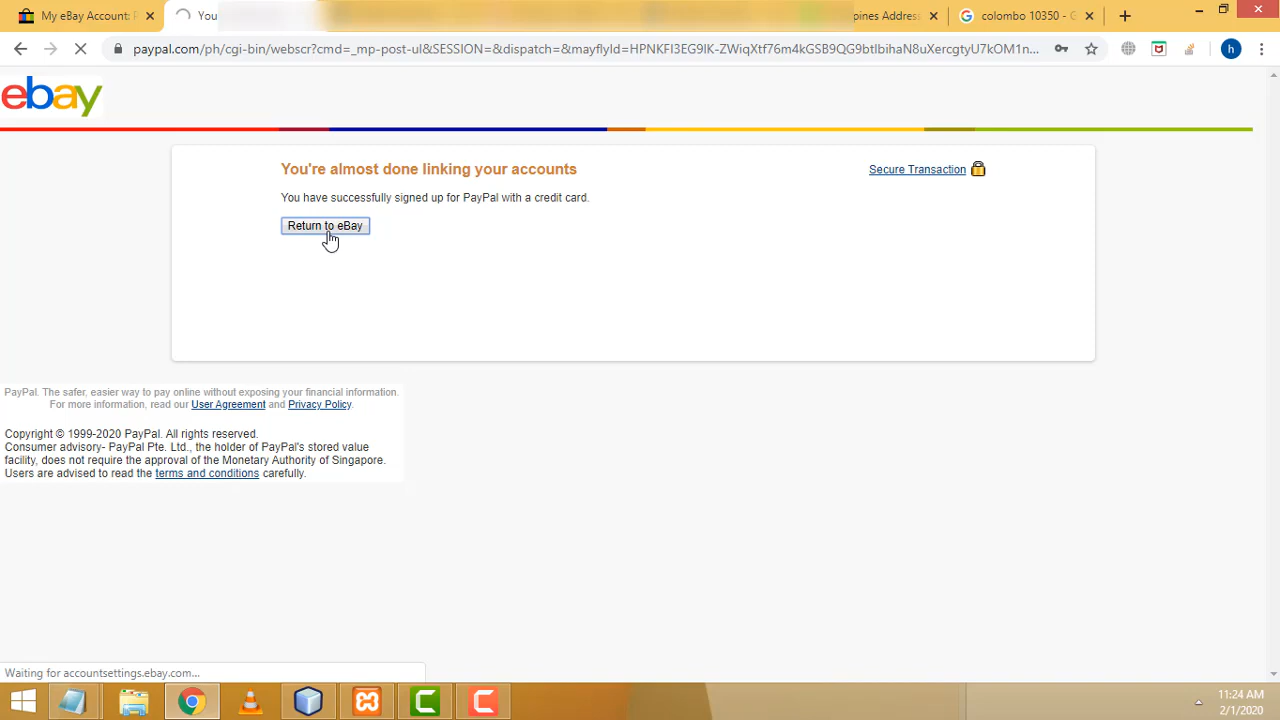 My eBay Account: P
You
pines Address
colombo 10350 - G
paypal.com/ph/cgi-bin/webscr?cmd=_mp-post-ul&SESSION=&dispatch=&mayflyId=HPNKFI3EG9IK-ZWiqXtf76m4kGSB9QG9btIbihaN8uXercgtyU7kOM1n...
h
ebay
You're almost done linking your accounts
Secure Transaction
You have successfully signed up for PayPal with a credit card.
Return to eBay
PayPal. The safer, easier way to pay online without exposing your financial information.
For more information, read our User Agreement and Privacy Policy.
Copyright © 1999-2020 PayPal. All rights reserved.
Consumer advisory- PayPal Pte. Ltd., the holder of PayPal's stored value
facility, does not require the approval of the Monetary Authority of Singapore.
Users are advised to read the terms and conditions carefully.
Waiting for accountsettings.ebay.com...
11:24 AM
2/1/2020